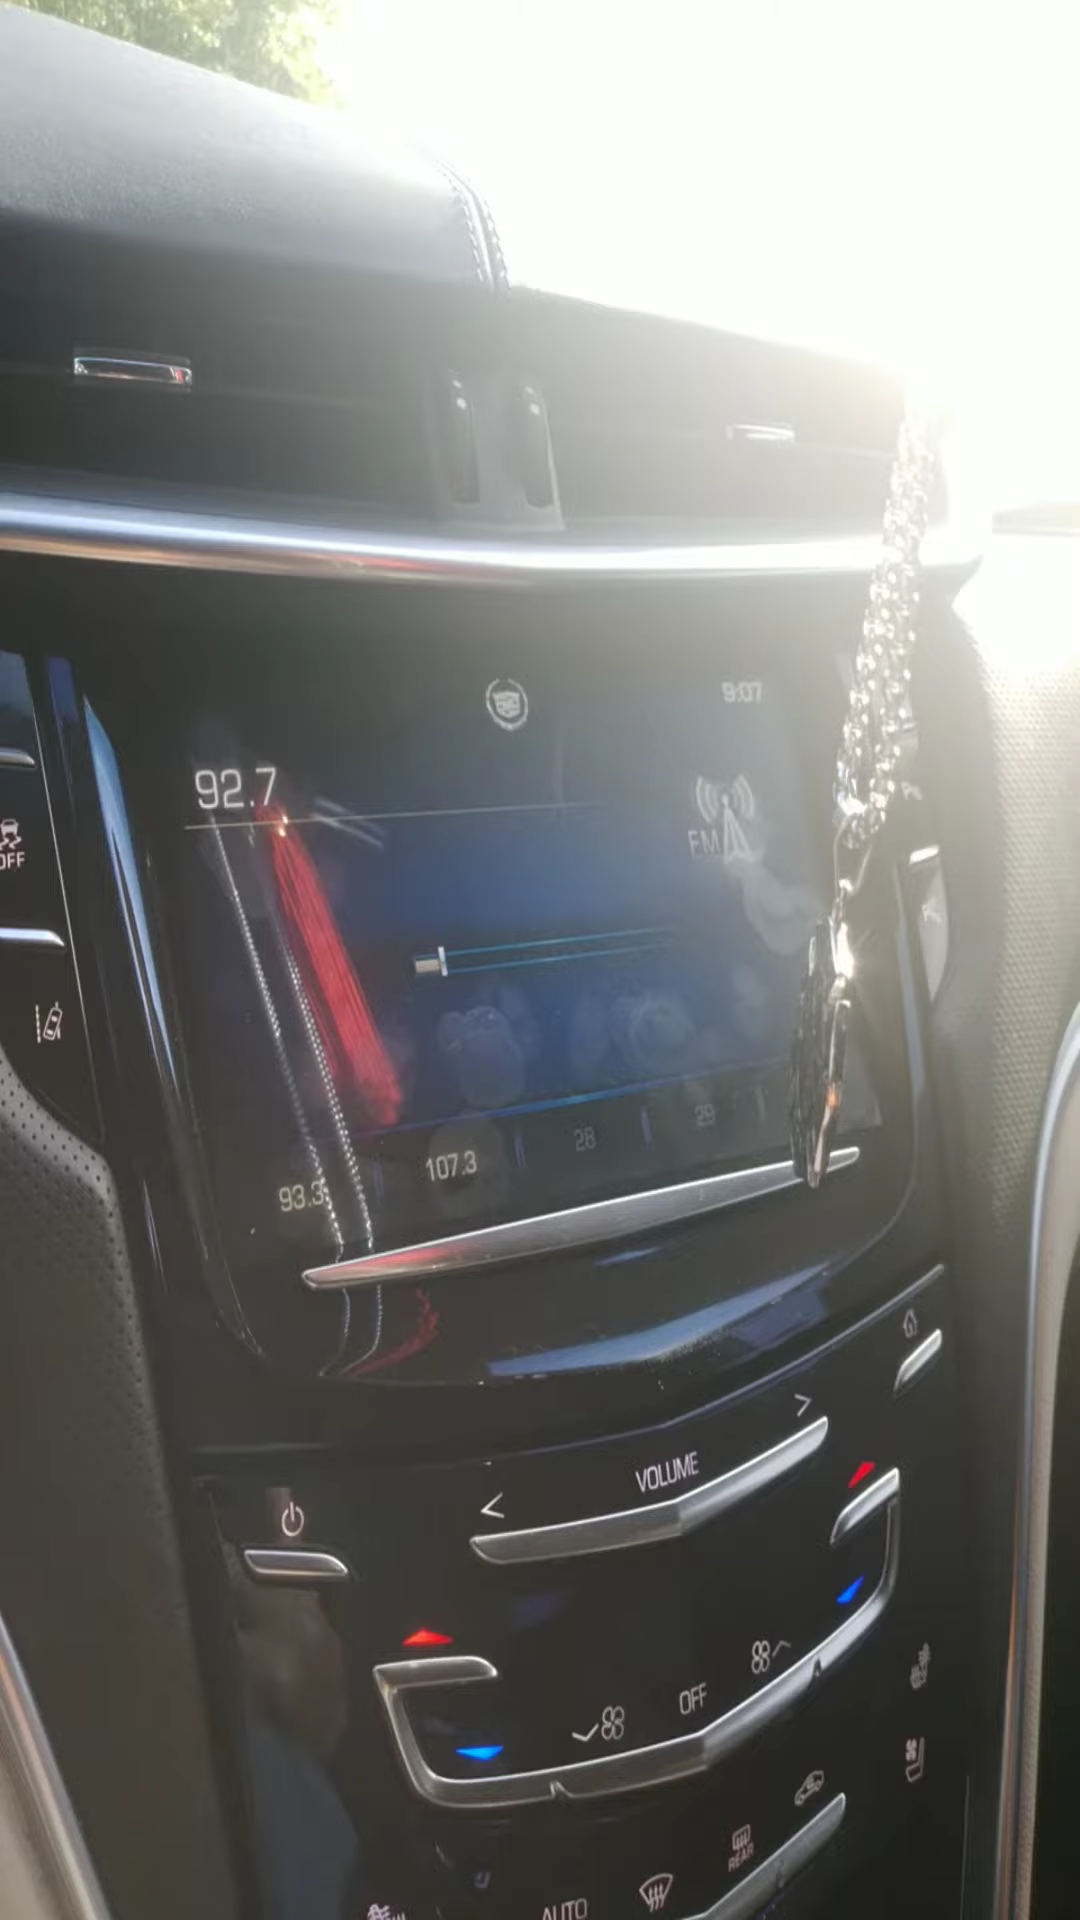 9:07
92.7
FM
OFF
29
28
107.3
93.3
VOLUME
OFF
REAR
AUTO